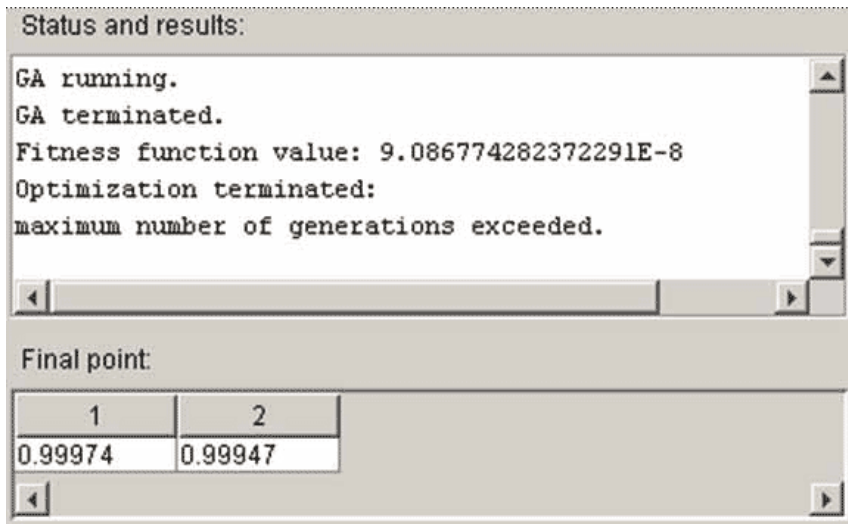 Status and results:
GA running.
GA terminated.
Fitness function value: 9.086774282372291E-8
Optimization terminated:
maximum number of generations exceeded.
Final point:
1 2
0.99974 0.99947